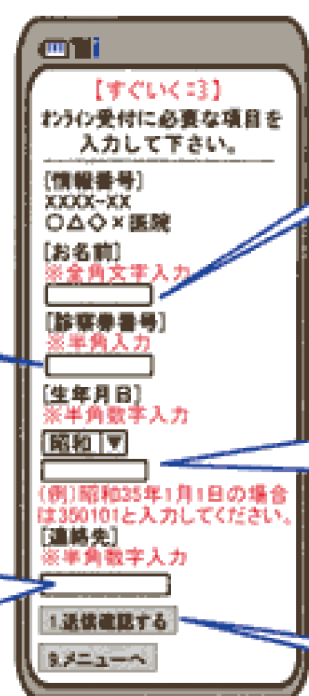 【すぐいく:3】
オンライン受付に必要な項目を
入力して下さい。
[情報番号]
XXXX-XX
○△◇×医院
[お名前]
※全角文字入力
[診察券番号]
※半角入力
[生年月日]
※半角数字入力
昭和 ▼
(例)昭和35年1月1日の場合
は350101と入力してください。
[連絡先]
※半角数字入力
1.送信確認する
9.メニューへ